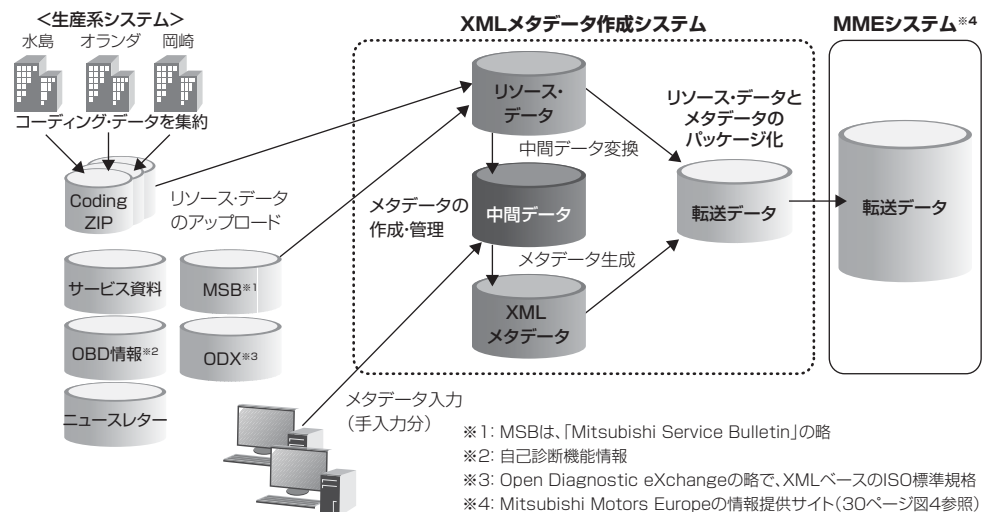 <生産系システム>
水島 オランダ 岡崎
コーディング・データを集約
Coding
ZIP
リソース・データ
のアップロード
サービス資料
MSB※1
OBD情報※2
ODX※3
ニュースレター
XMLメタデータ作成システム
リソース・
データ
中間データ変換
メタデータの
作成・管理
中間データ
メタデータ生成
XML
メタデータ
リソース・データと
メタデータの
パッケージ化
転送データ
MMEシステム※4
転送データ
メタデータ入力
(手入力分)
※1: MSBは、「Mitsubishi Service Bulletin」の略
※2: 自己診断機能情報
※3: Open Diagnostic eXchangeの略で、XMLベースのISO標準規格
※4: Mitsubishi Motors Europeの情報提供サイト(30ページ図4参照)